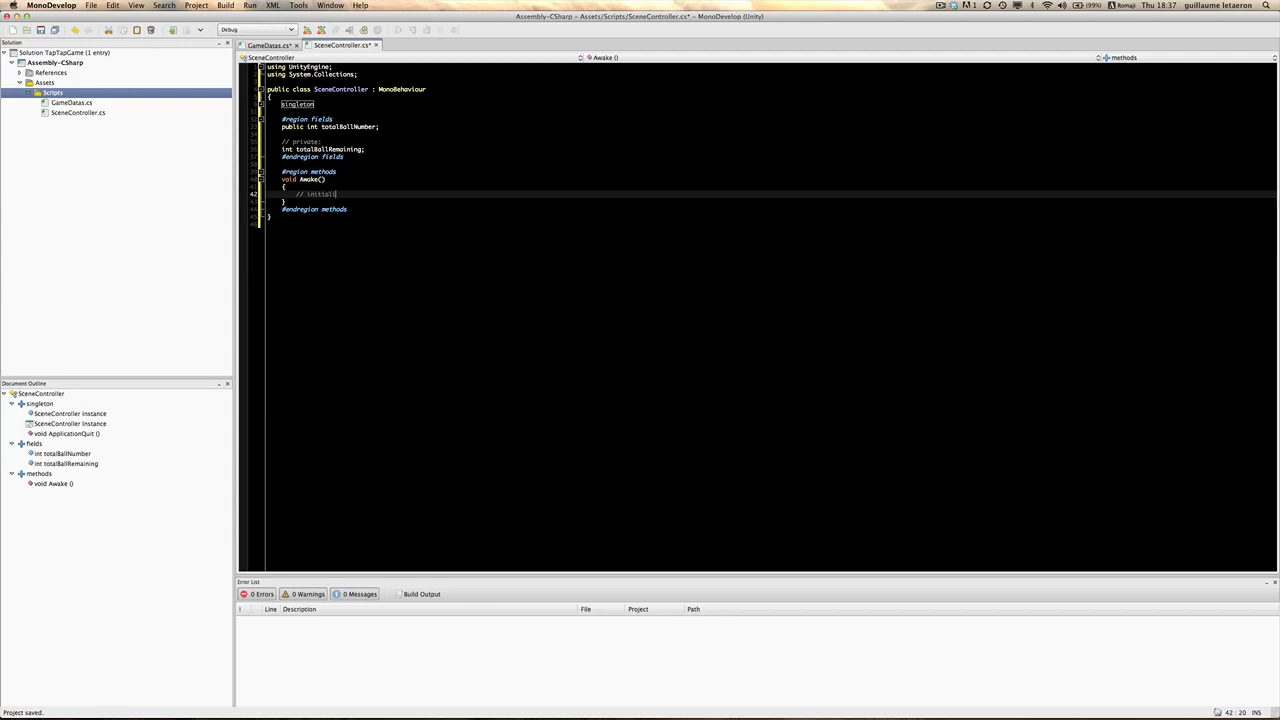 MonoDevelop File Edit View Search Project Build Run XML Tools Window Help
(99%) Romaji Thu 18:37 guillaume letaeron
Assembly-CSharp – Assets/Scripts/SceneController.cs* – MonoDevelop (Unity)
Debug
Solution
GameDatas.cs* SceneController.cs*
SceneController Awake () methods
Solution TapTapGame (1 entry)
Assembly-CSharp
References
Assets
Scripts
GameDatas.cs
SceneController.cs
using UnityEngine;
using System.Collections;
public class SceneController : MonoBehaviour
{
singleton
#region fields
public int totalBallNumber;
// private:
int totalBallRemaining;
#endregion fields
#region methods
void Awake()
{
42 // initiali
}
#endregion methods
}
Document Outline
SceneController
singleton
SceneController instance
SceneController Instance
void ApplicationQuit ()
fields
int totalBallNumber
int totalBallRemaining
methods
void Awake ()
Error List
0 Errors 0 Warnings 0 Messages Build Output
! Line Description File Project Path
Project saved.
42 : 20 INS